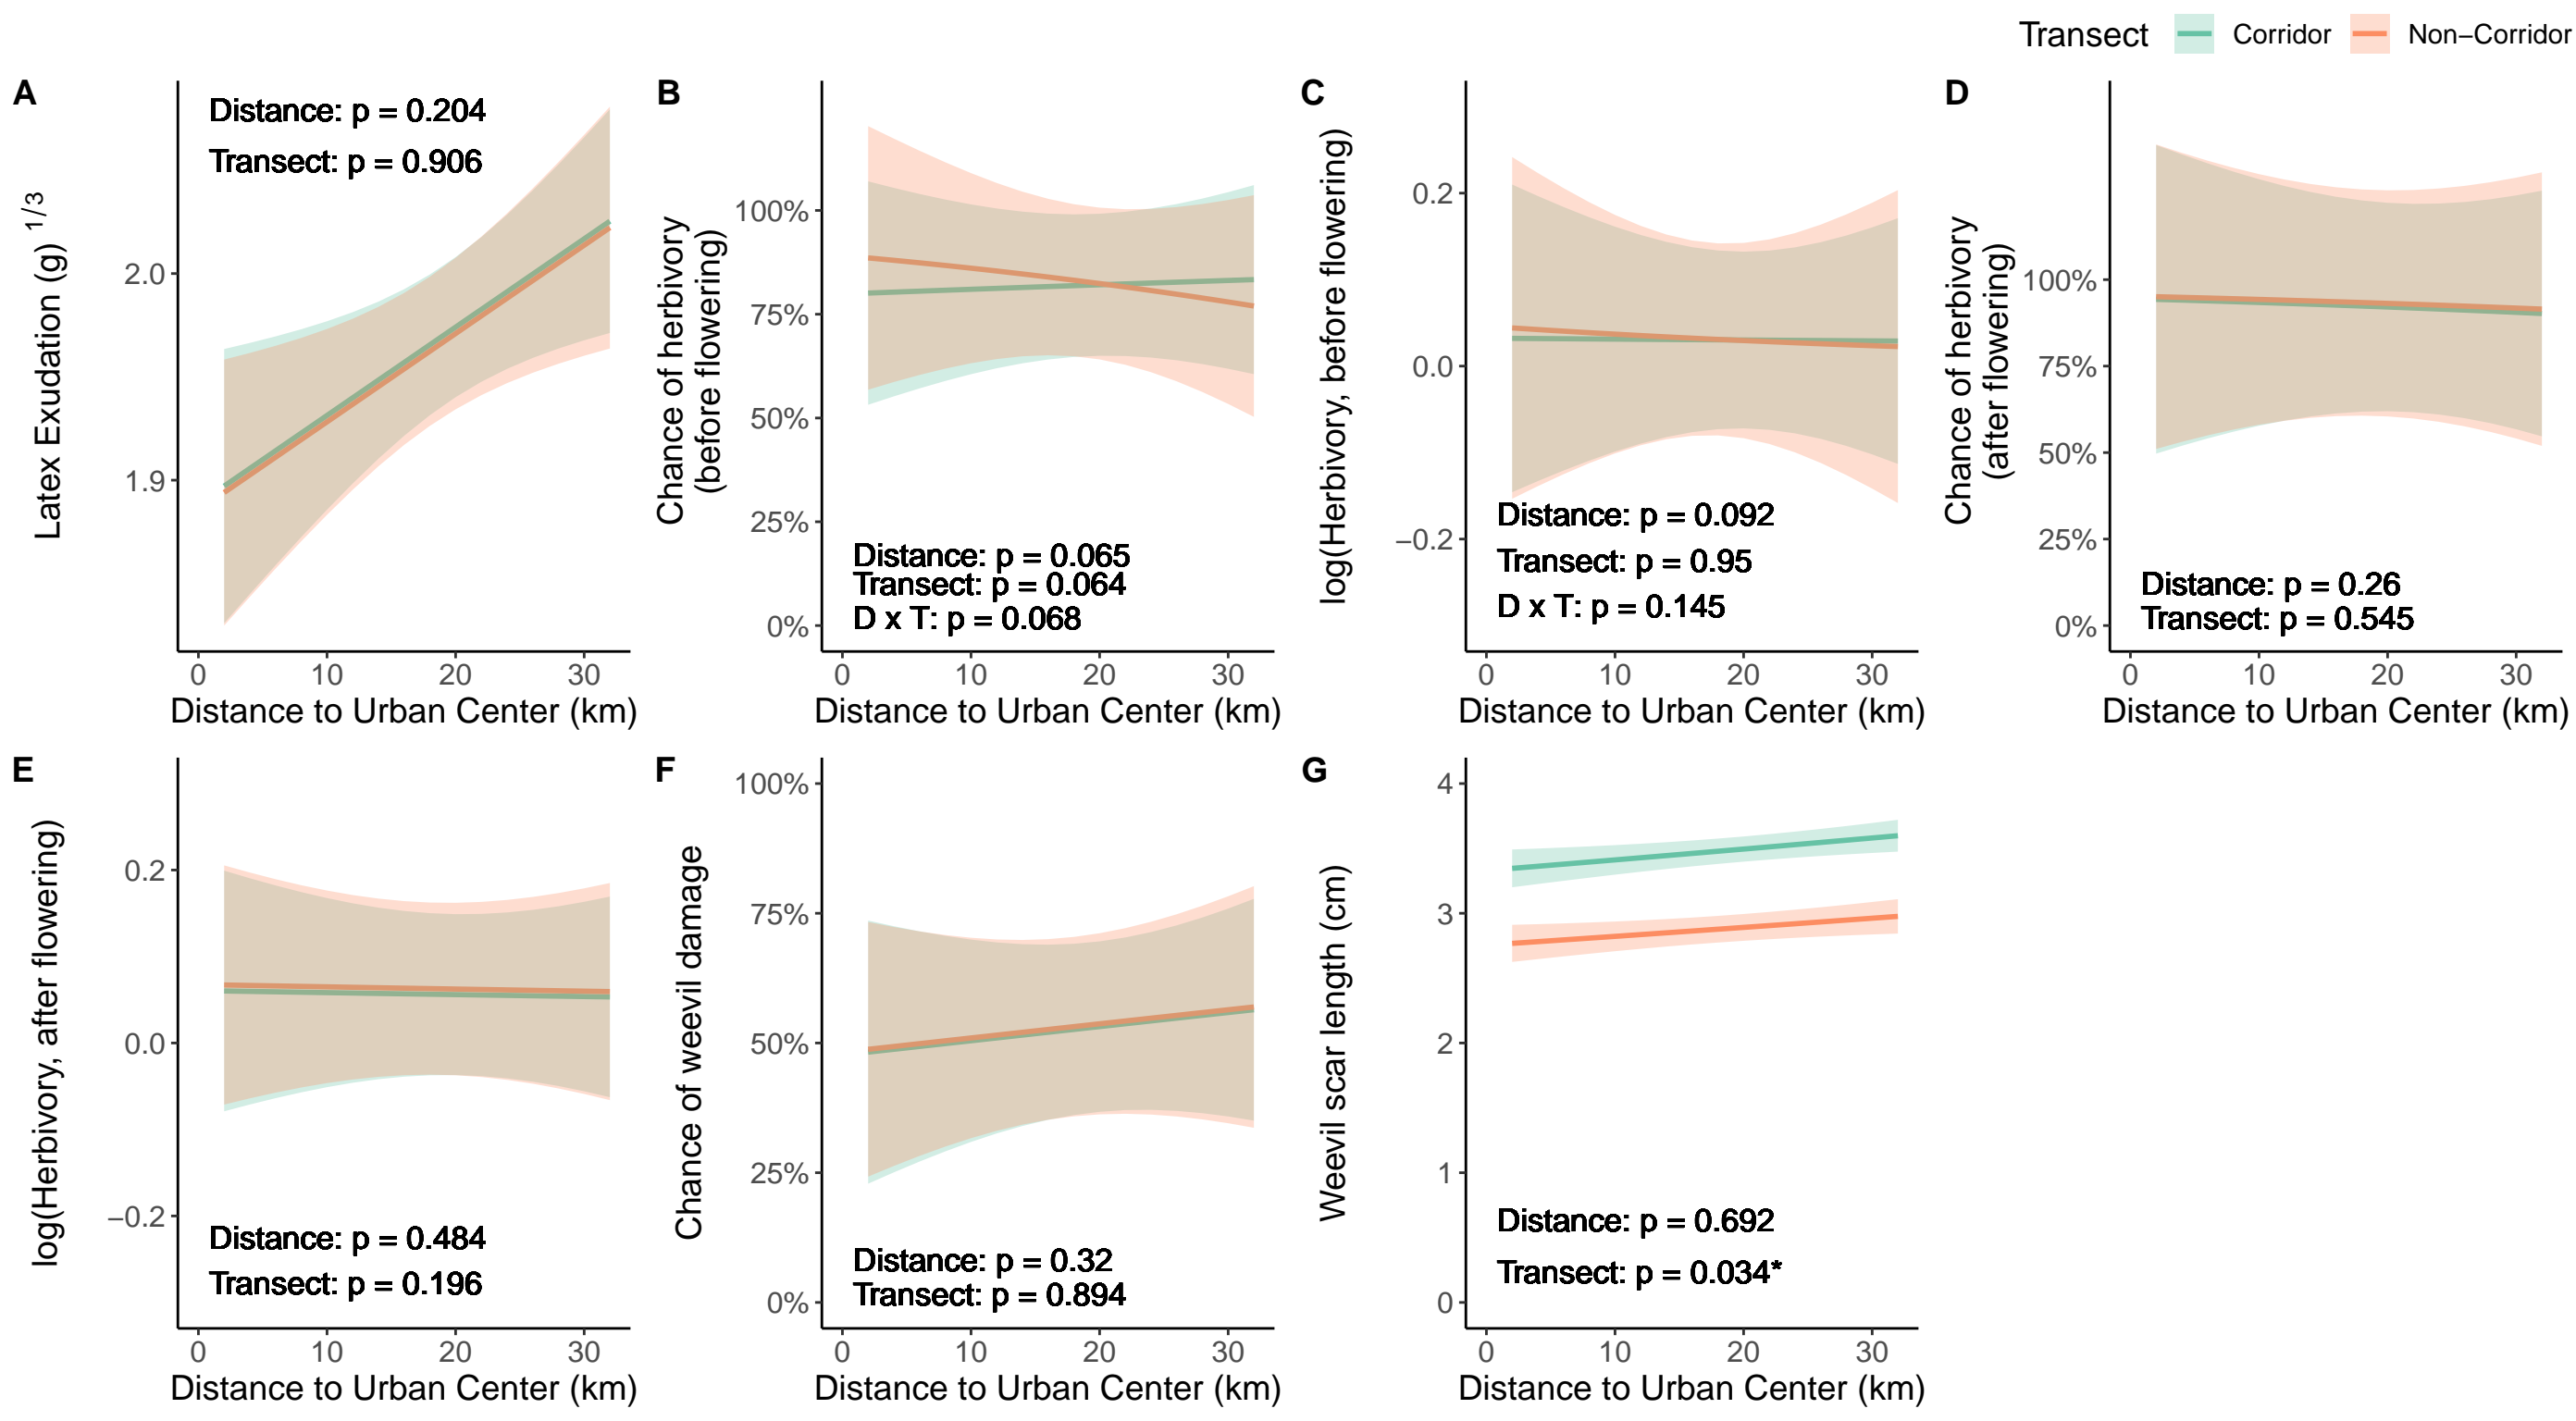 Transect Corridor Non−Corridor
A
Distance: p = 0.204
Transect: p = 0.906
Latex Exudation (g) 1/3
2.0
1.9
0 10 20 30
Distance to Urban Center (km)
B
Chance of herbivory
(before flowering)
100%
75%
50%
25%
0%
Distance: p = 0.065
Transect: p = 0.064
D x T: p = 0.068
0 10 20 30
Distance to Urban Center (km)
C
log(Herbivory, before flowering)
0.2
0.0
−0.2
Distance: p = 0.092
Transect: p = 0.95
D x T: p = 0.145
0 10 20 30
Distance to Urban Center (km)
D
Chance of herbivory
(after flowering)
100%
75%
50%
25%
0%
Distance: p = 0.26
Transect: p = 0.545
0 10 20 30
Distance to Urban Center (km)
E
log(Herbivory, after flowering)
0.2
0.0
−0.2
Distance: p = 0.484
Transect: p = 0.196
0 10 20 30
Distance to Urban Center (km)
F
Chance of weevil damage
100%
75%
50%
25%
0%
Distance: p = 0.32
Transect: p = 0.894
0 10 20 30
Distance to Urban Center (km)
G
Weevil scar length (cm)
4
3
2
1
0
Distance: p = 0.692
Transect: p = 0.034*
0 10 20 30
Distance to Urban Center (km)